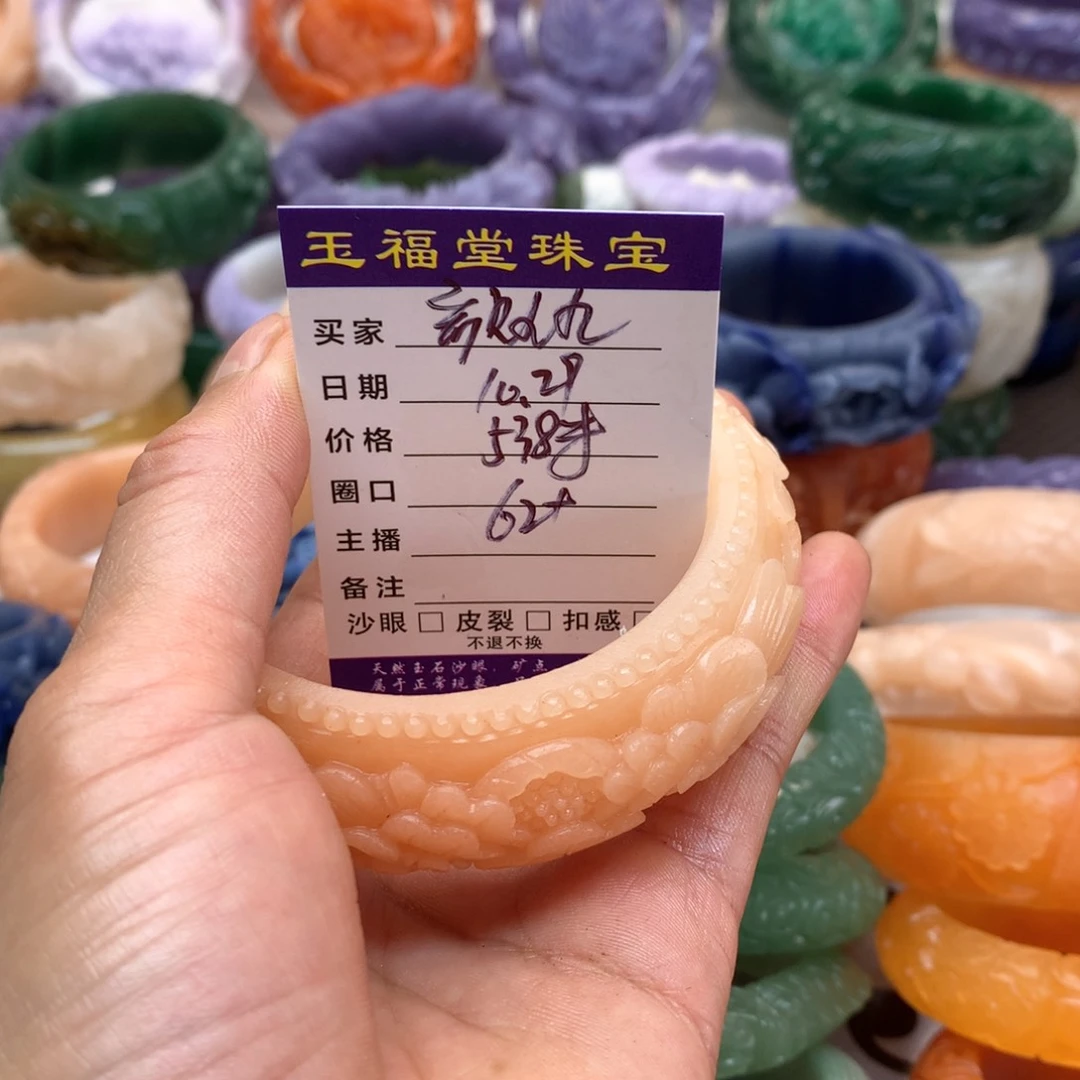 玉福堂珠宝
买家
日期 10.29
价格 538
圈口 62+
主播
备注
沙眼 □ 皮裂 □ 扣感 □
不退不换
天然玉石沙眼、矿点
属于正常现象